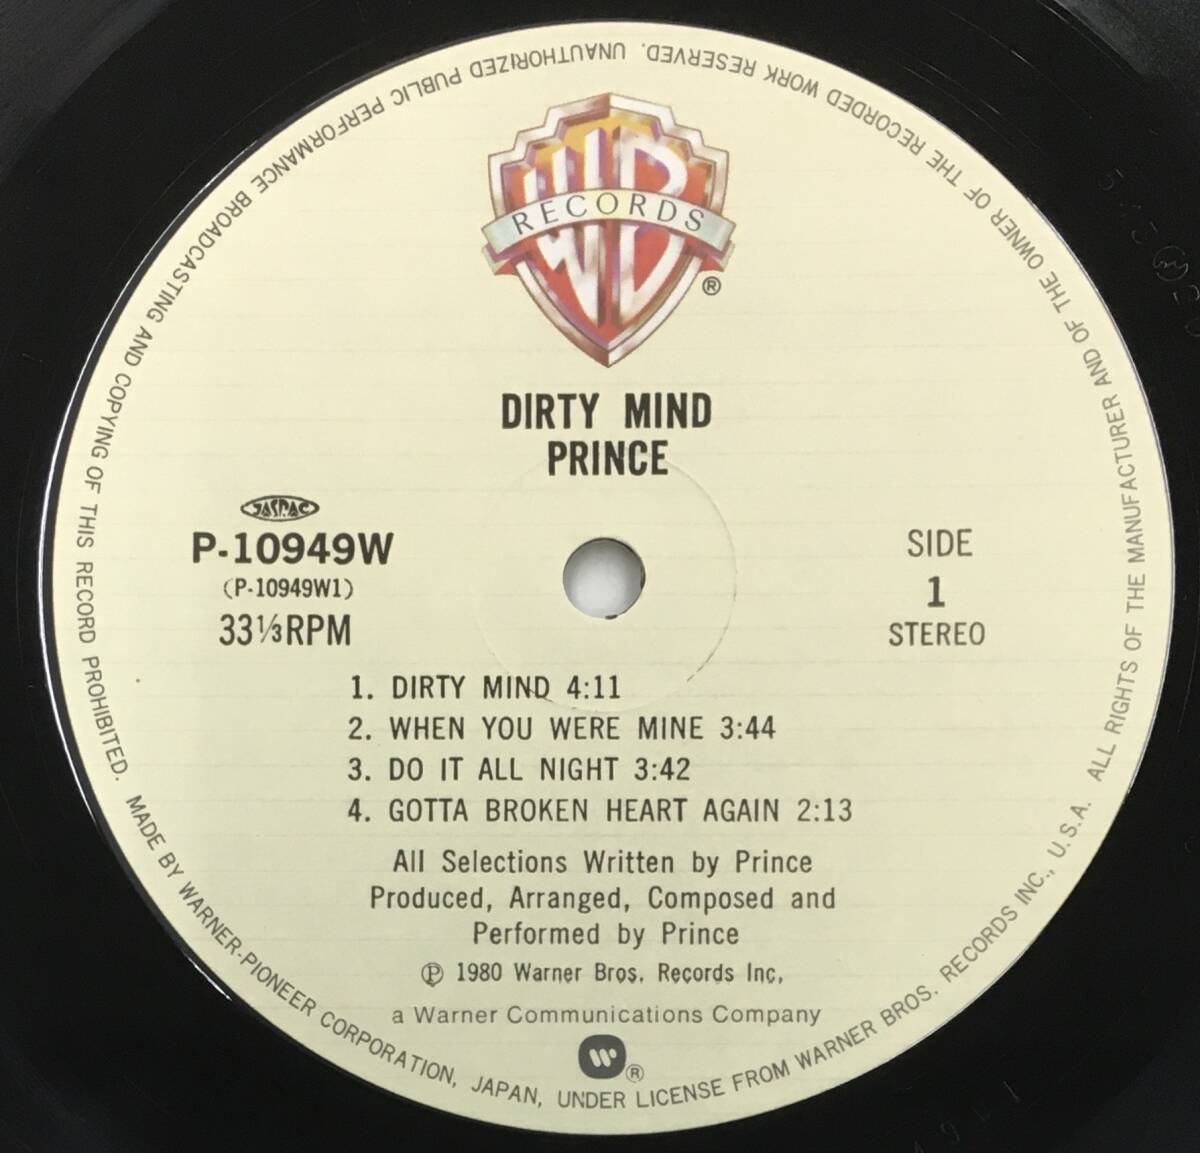 WB
RECORDS
®
DIRTY MIND
PRINCE
JASRAC
P-10949W
(P-10949W1)
33⅓RPM
SIDE
1
STEREO
1. DIRTY MIND 4:11
2. WHEN YOU WERE MINE 3:44
3. DO IT ALL NIGHT 3:42
4. GOTTA BROKEN HEART AGAIN 2:13
All Selections Written by Prince
Produced, Arranged, Composed and
Performed by Prince
℗ 1980 Warner Bros. Records Inc.
a Warner Communications Company
®
MADE BY WARNER-PIONEER CORPORATION, JAPAN, UNDER LICENSE FROM WARNER BROS. RECORDS INC., U.S.A. ALL RIGHTS OF THE MANUFACTURER AND OF THE OWNER OF THE RECORDED WORK RESERVED. UNAUTHORIZED PUBLIC PERFORMANCE BROADCASTING AND COPYING OF THIS RECORD PROHIBITED.